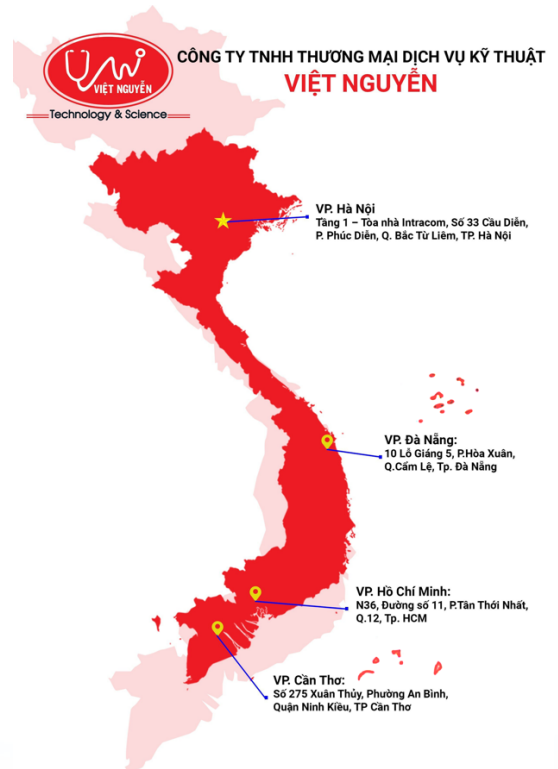 VIỆT NGUYỄN
Technology & Science
CÔNG TY TNHH THƯƠNG MẠI DỊCH VỤ KỸ THUẬT
VIỆT NGUYỄN
VP. Hà Nội
Tầng 1 – Tòa nhà Intracom, Số 33 Cầu Diễn,
P. Phúc Diễn, Q. Bắc Từ Liêm, TP. Hà Nội
VP. Đà Nẵng:
10 Lỗ Giáng 5, P.Hòa Xuân,
Q.Cẩm Lệ, Tp. Đà Nẵng
VP. Hồ Chí Minh:
N36, Đường số 11, P.Tân Thới Nhất,
Q.12, Tp. HCM
VP. Cần Thơ:
Số 275 Xuân Thủy, Phường An Bình,
Quận Ninh Kiều, TP Cần Thơ